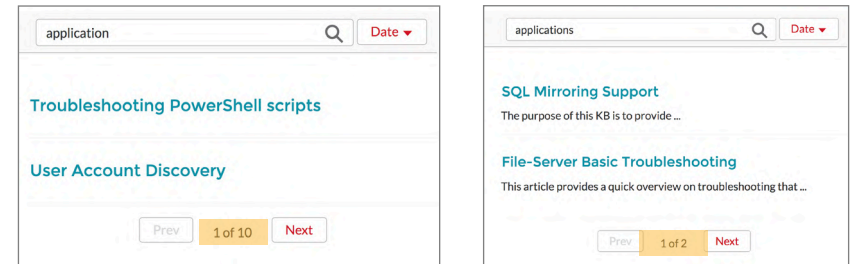 application
Date
Troubleshooting PowerShell scripts
User Account Discovery
Prev 1 of 10 Next
applications
Date
SQL Mirroring Support
The purpose of this KB is to provide ...
File-Server Basic Troubleshooting
This article provides a quick overview on troubleshooting that ...
Prev 1 of 2 Next